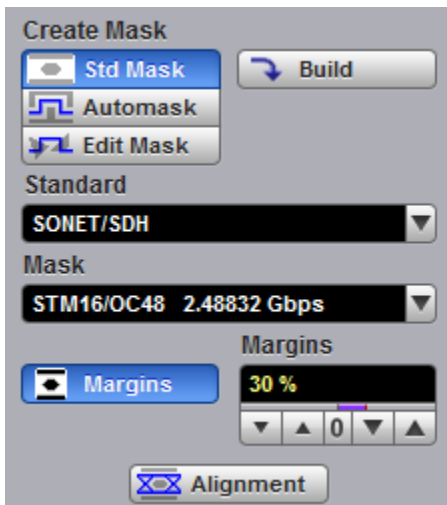 Create Mask
Std Mask
Build
Automask
Edit Mask
Standard
SONET/SDH
Mask
STM16/OC48 2.48832 Gbps
Margins
Margins
30 %
0
Alignment